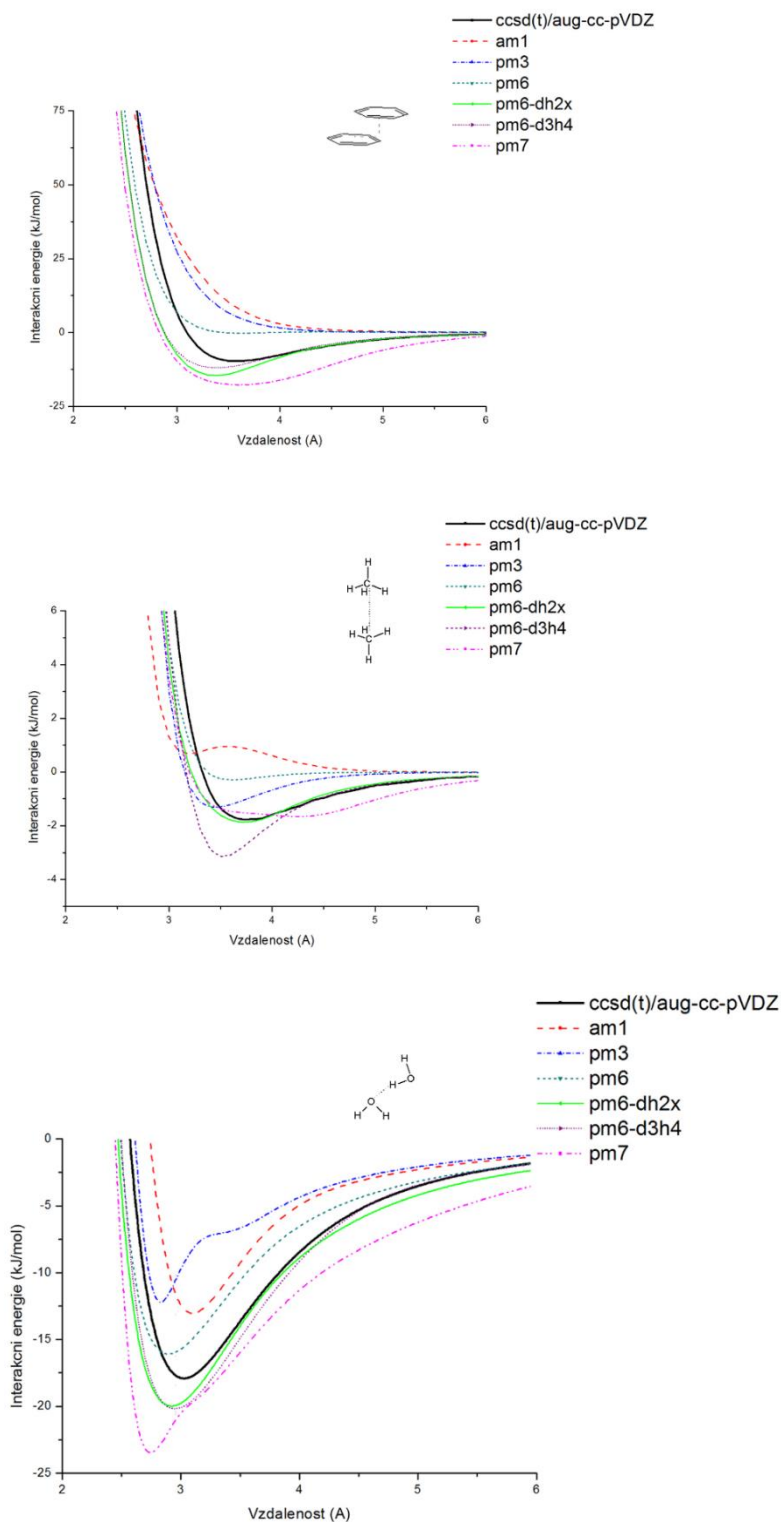 ccsd(t)/aug-cc-pVDZ
am1
pm3
pm6
pm6-dh2x
pm6-d3h4
pm7
75
50
25
0
-25
2 3 4 5 6
Interakcni energie (kJ/mol)
Vzdalenost (A)
ccsd(t)/aug-cc-pVDZ
am1
pm3
pm6
pm6-dh2x
pm6-d3h4
pm7
H
H C H
H
H
H C H
H
6
4
2
0
-2
-4
2 3 4 5 6
Interakcni energie (kJ/mol)
Vzdalenost (A)
ccsd(t)/aug-cc-pVDZ
am1
pm3
pm6
pm6-dh2x
pm6-d3h4
pm7
H
H O
O
H H
0
-5
-10
-15
-20
-25
2 3 4 5 6
Interakcni energie (kJ/mol)
Vzdalenost (A)